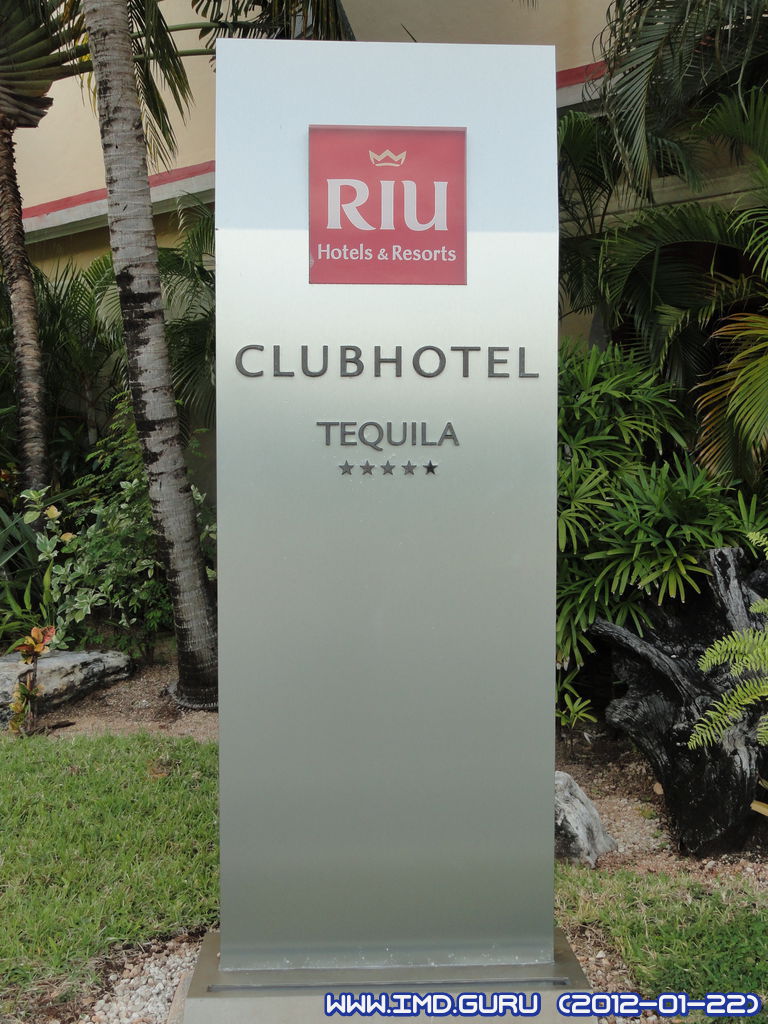 RIU
Hotels & Resorts
CLUBHOTEL
TEQUILA
★★★★★
WWW.IMD.GURU (2012-01-22)